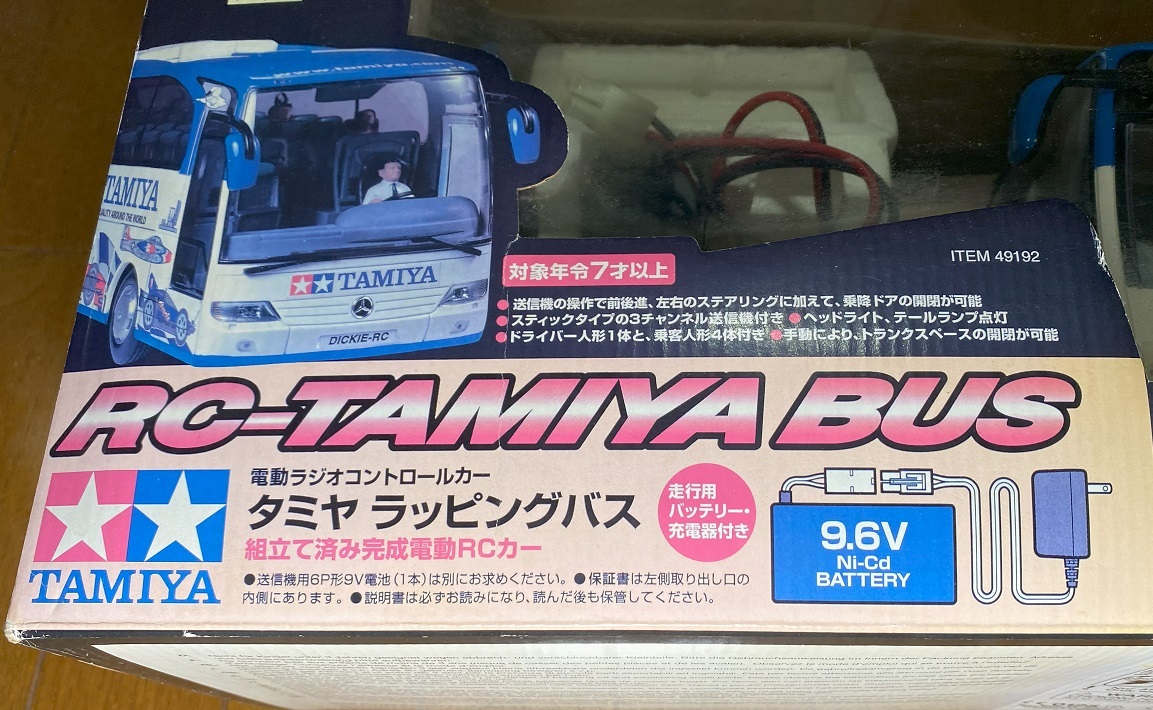 www.tamiya.com
TAMIYA
QUALITY AROUND THE WORLD
TAMIYA
DICKIE-RC
ITEM 49192
対象年令7才以上
●送信機の操作で前後進、左右のステアリングに加えて、乗降ドアの開閉が可能
●スティックタイプの3チャンネル送信機付き ●ヘッドライト、テールランプ点灯
●ドライバー人形1体と、乗客人形4体付き ●手動により、トランクスペースの開閉が可能
RC-TAMIYA BUS
TAMIYA
電動ラジオコントロールカー
タミヤ ラッピングバス
組立て済み完成電動RCカー
走行用
バッテリー・
充電器付き
9.6V
Ni-Cd
BATTERY
●送信機用6P形9V電池(1本)は別にお求めください。●保証書は左側取り出し口の
内側にあります。●説明書は必ずお読みになり、読んだ後も保管してください。